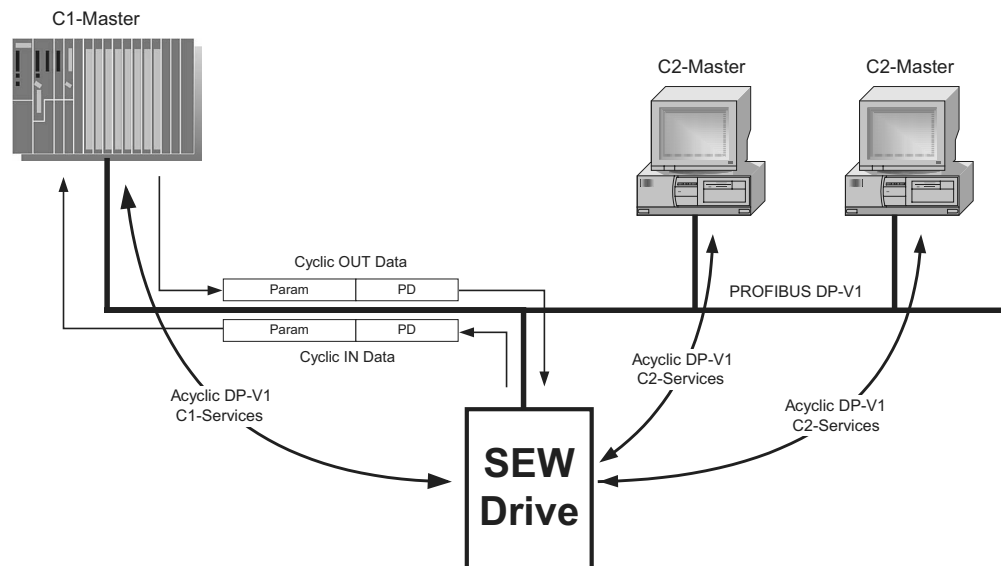 C1-Master
C2-Master
C2-Master
Cyclic OUT Data
Param
PD
PROFIBUS DP-V1
Param
PD
Cyclic IN Data
Acyclic DP-V1
C1-Services
Acyclic DP-V1
C2-Services
Acyclic DP-V1
C2-Services
SEW
Drive